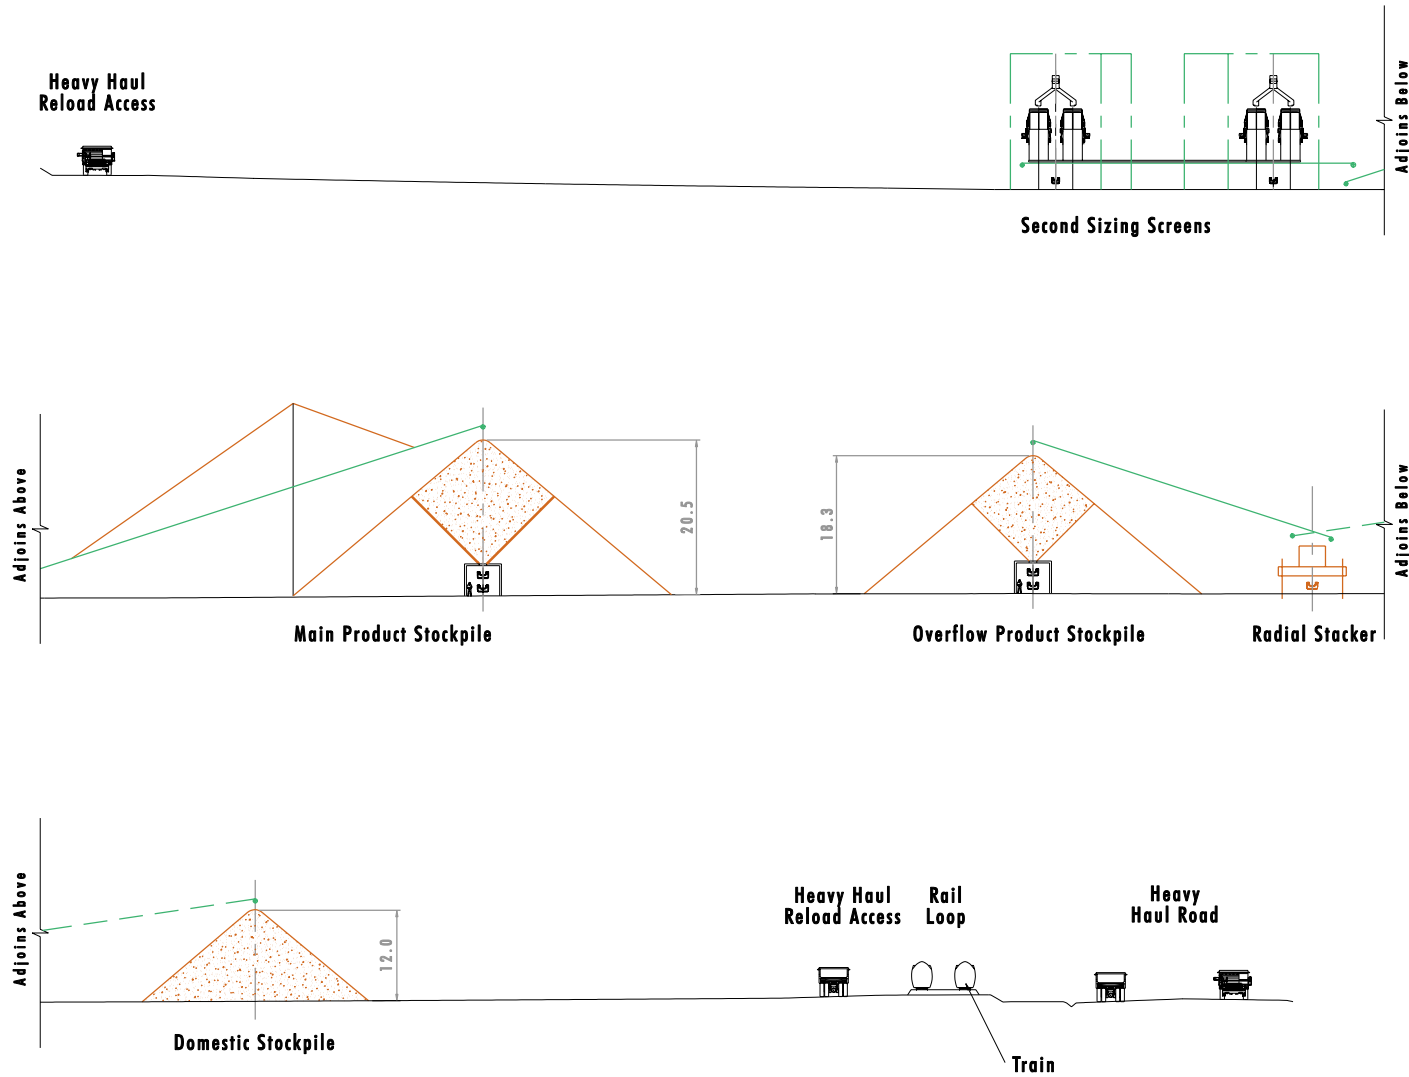 Heavy Haul
Reload Access
Adjoins Below
Second Sizing Screens
Adjoins Above
20.5
18.3
Adjoins Below
Main Product Stockpile
Overflow Product Stockpile
Radial Stacker
Adjoins Above
12.0
Heavy Haul
Reload Access
Rail
Loop
Heavy
Haul Road
Domestic Stockpile
Train